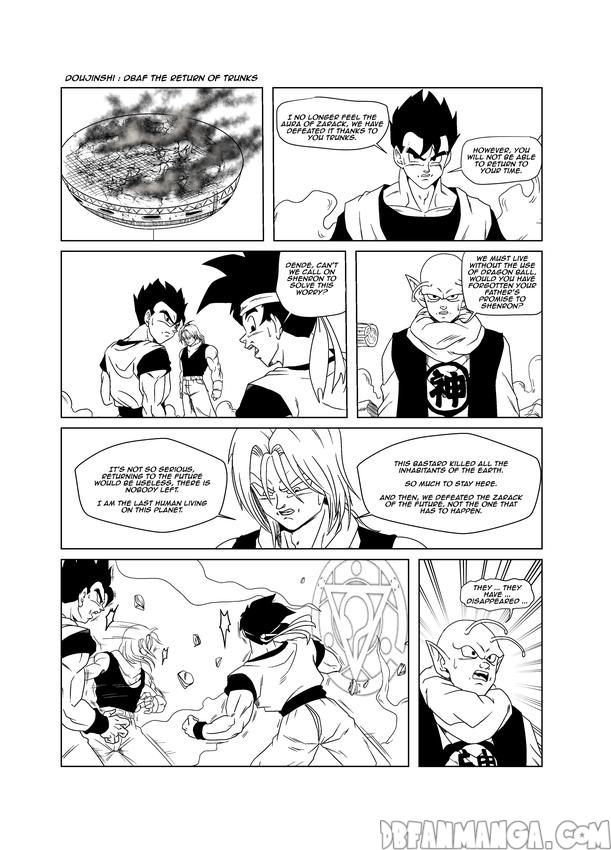 DOUJINSHI : DBAF THE RETURN OF TRUNKS
I NO LONGER FEEL THE
AURA OF ZARACK, WE HAVE
DEFEATED IT THANKS TO
YOU TRUNKS.
HOWEVER, YOU
WILL NOT BE ABLE
TO RETURN TO
YOUR TIME.
DENDE, CAN'T
WE CALL ON
SHENRON TO
SOLVE THIS
WORRY?
WE MUST LIVE
WITHOUT THE USE
OF DRAGON BALL,
WOULD YOU HAVE
FORGOTTEN YOUR
FATHER'S
PROMISE TO
SHENRON?
神
IT'S NOT SO SERIOUS,
RETURNING TO THE FUTURE
WOULD BE USELESS, THERE IS
NOBODY LEFT.
I AM THE LAST HUMAN LIVING
ON THIS PLANET.
THIS BASTARD KILLED ALL THE
INHABITANTS OF THE EARTH.
SO MUCH TO STAY HERE.
AND THEN, WE DEFEATED THE ZARACK
OF THE FUTURE, NOT THE ONE THAT
HAS TO HAPPEN.
THEY ... THEY
HAVE ...
DISAPPEARED ...
神
DBFANMANGA.COM